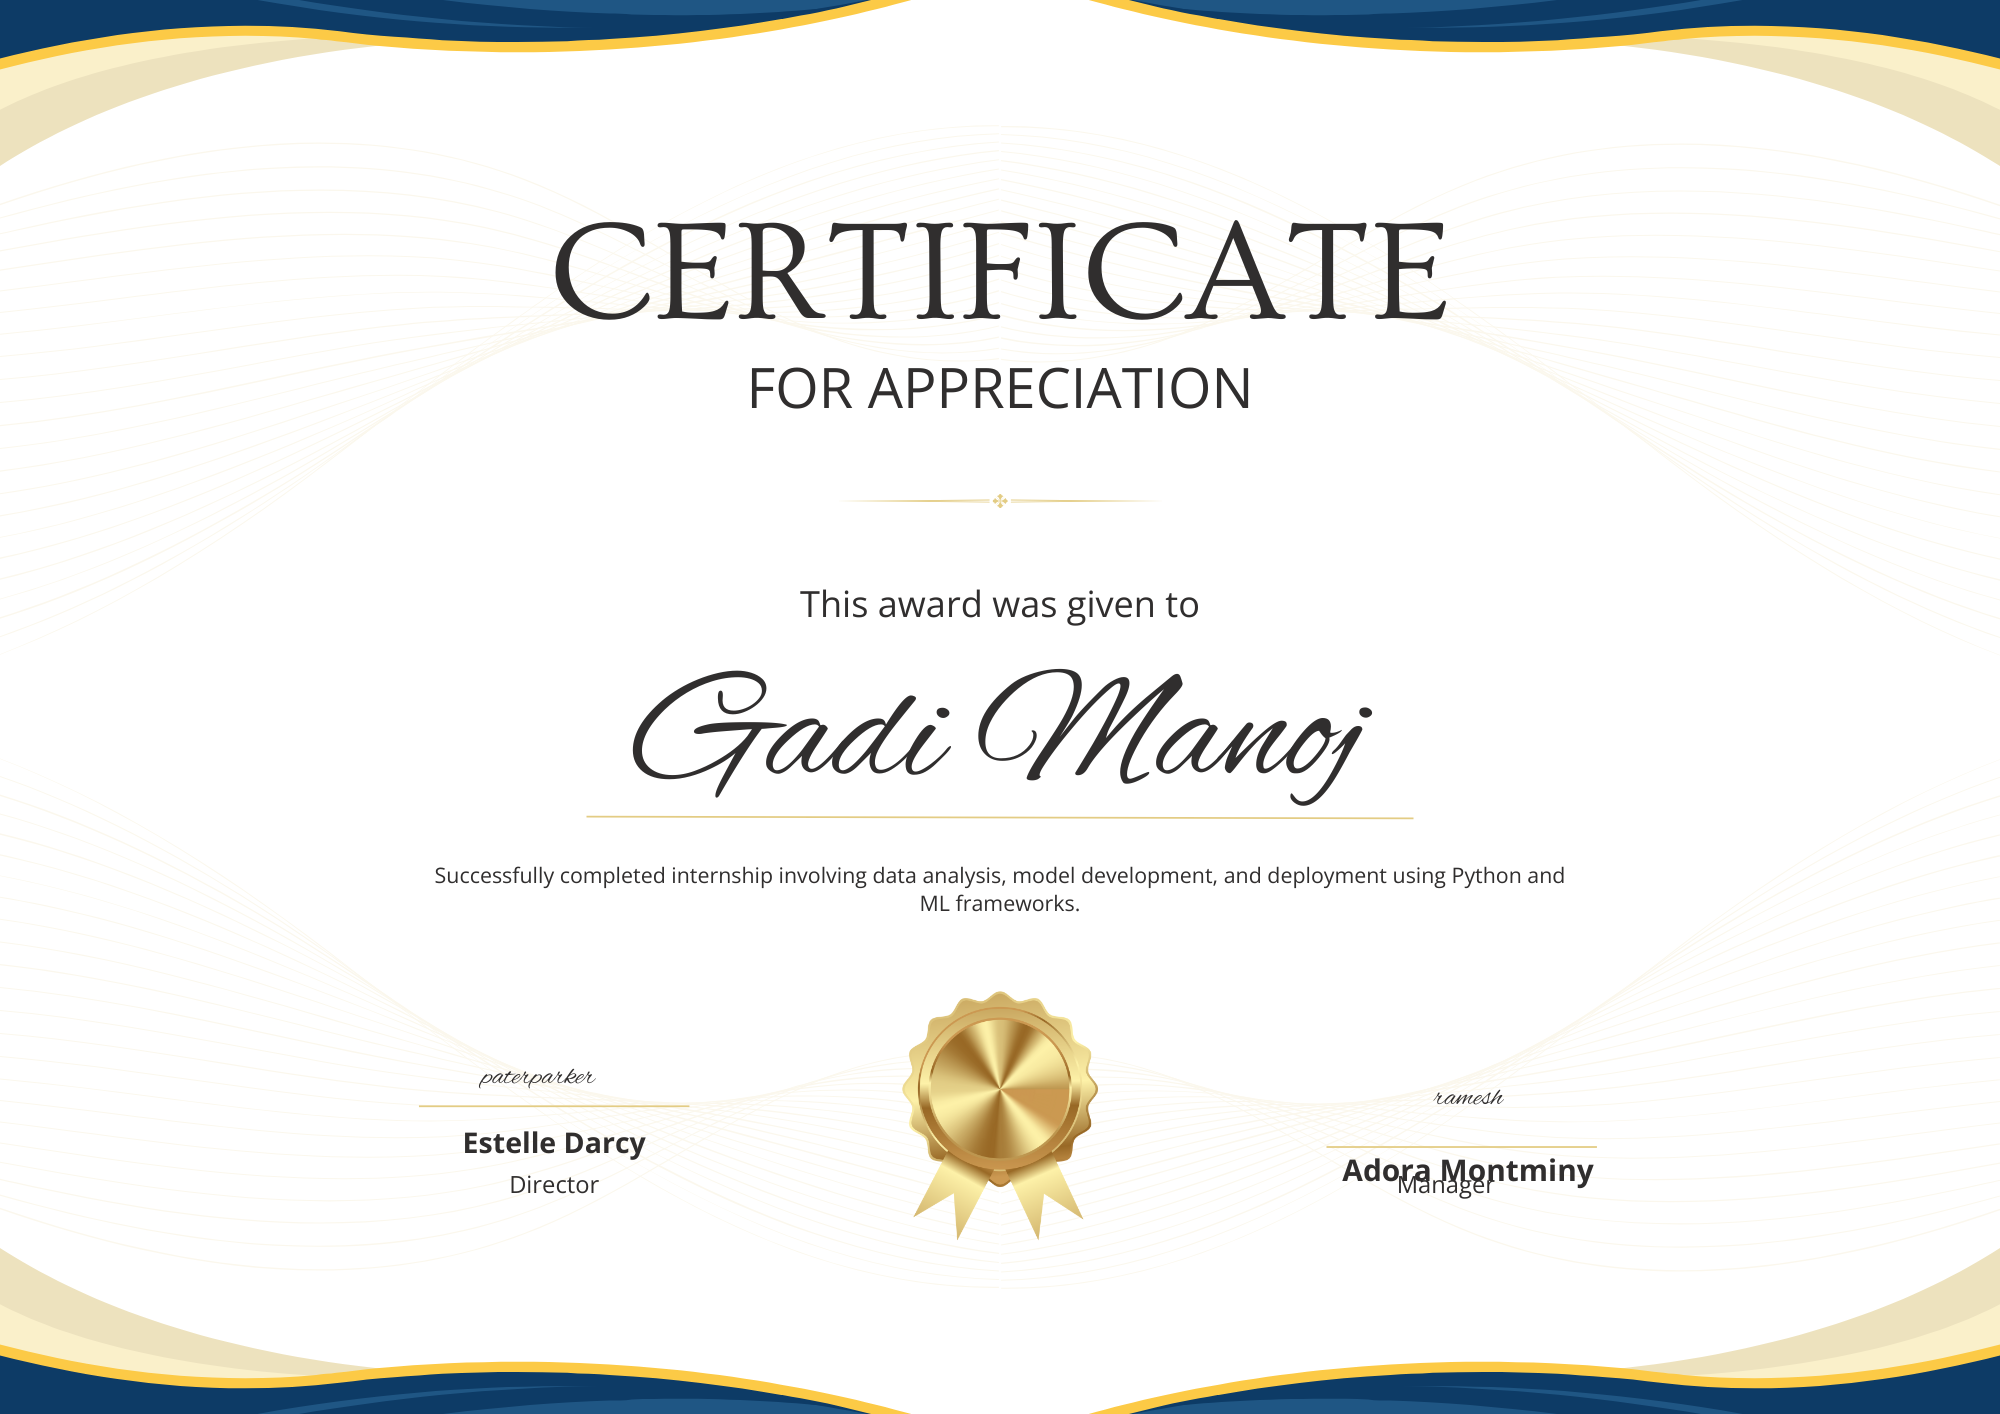 CERTIFICATE
FOR APPRECIATION
This award was given to
Gadi Manoj
Successfully completed internship involving data analysis, model development, and deployment using Python and
ML frameworks.
paterparker
Estelle Darcy
Director
ramesh
Adora Montminy
Manager